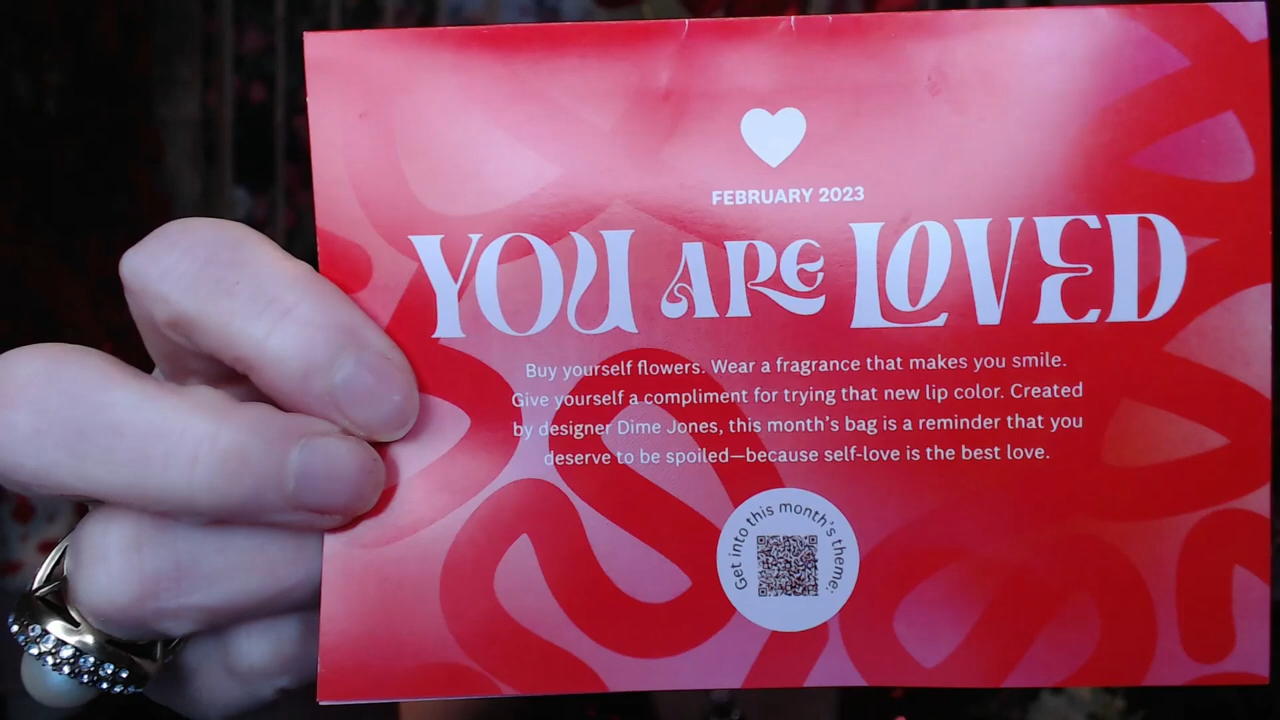 FEBRUARY 2023
YOU ARE LOVED
Buy yourself flowers. Wear a fragrance that makes you smile.
Give yourself a compliment for trying that new lip color. Created
by designer Dime Jones, this month's bag is a reminder that you
deserve to be spoiled—because self-love is the best love.
Get into this month's theme: